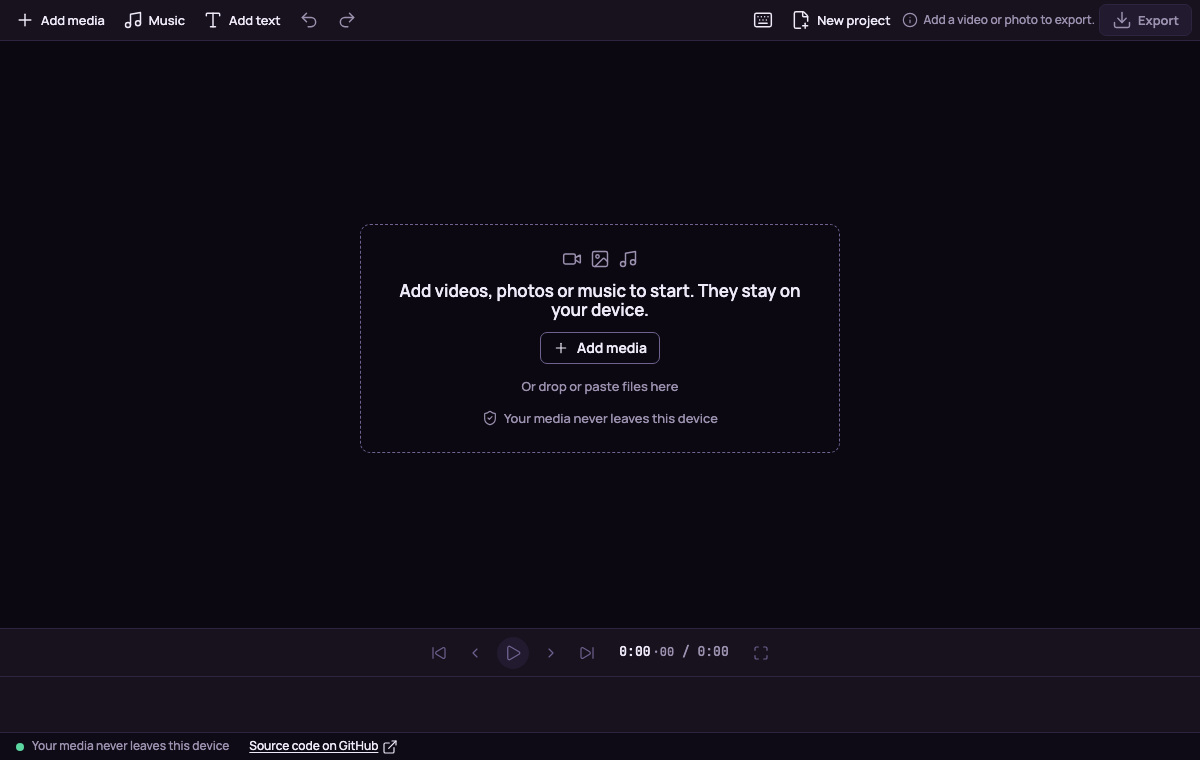 Add media
Music
Add text
New project
Add a video or photo to export.
Export
Add videos, photos or music to start. They stay on
your device.
Add media
Or drop or paste files here
Your media never leaves this device
0:00·00 / 0:00
Your media never leaves this device
Source code on GitHub